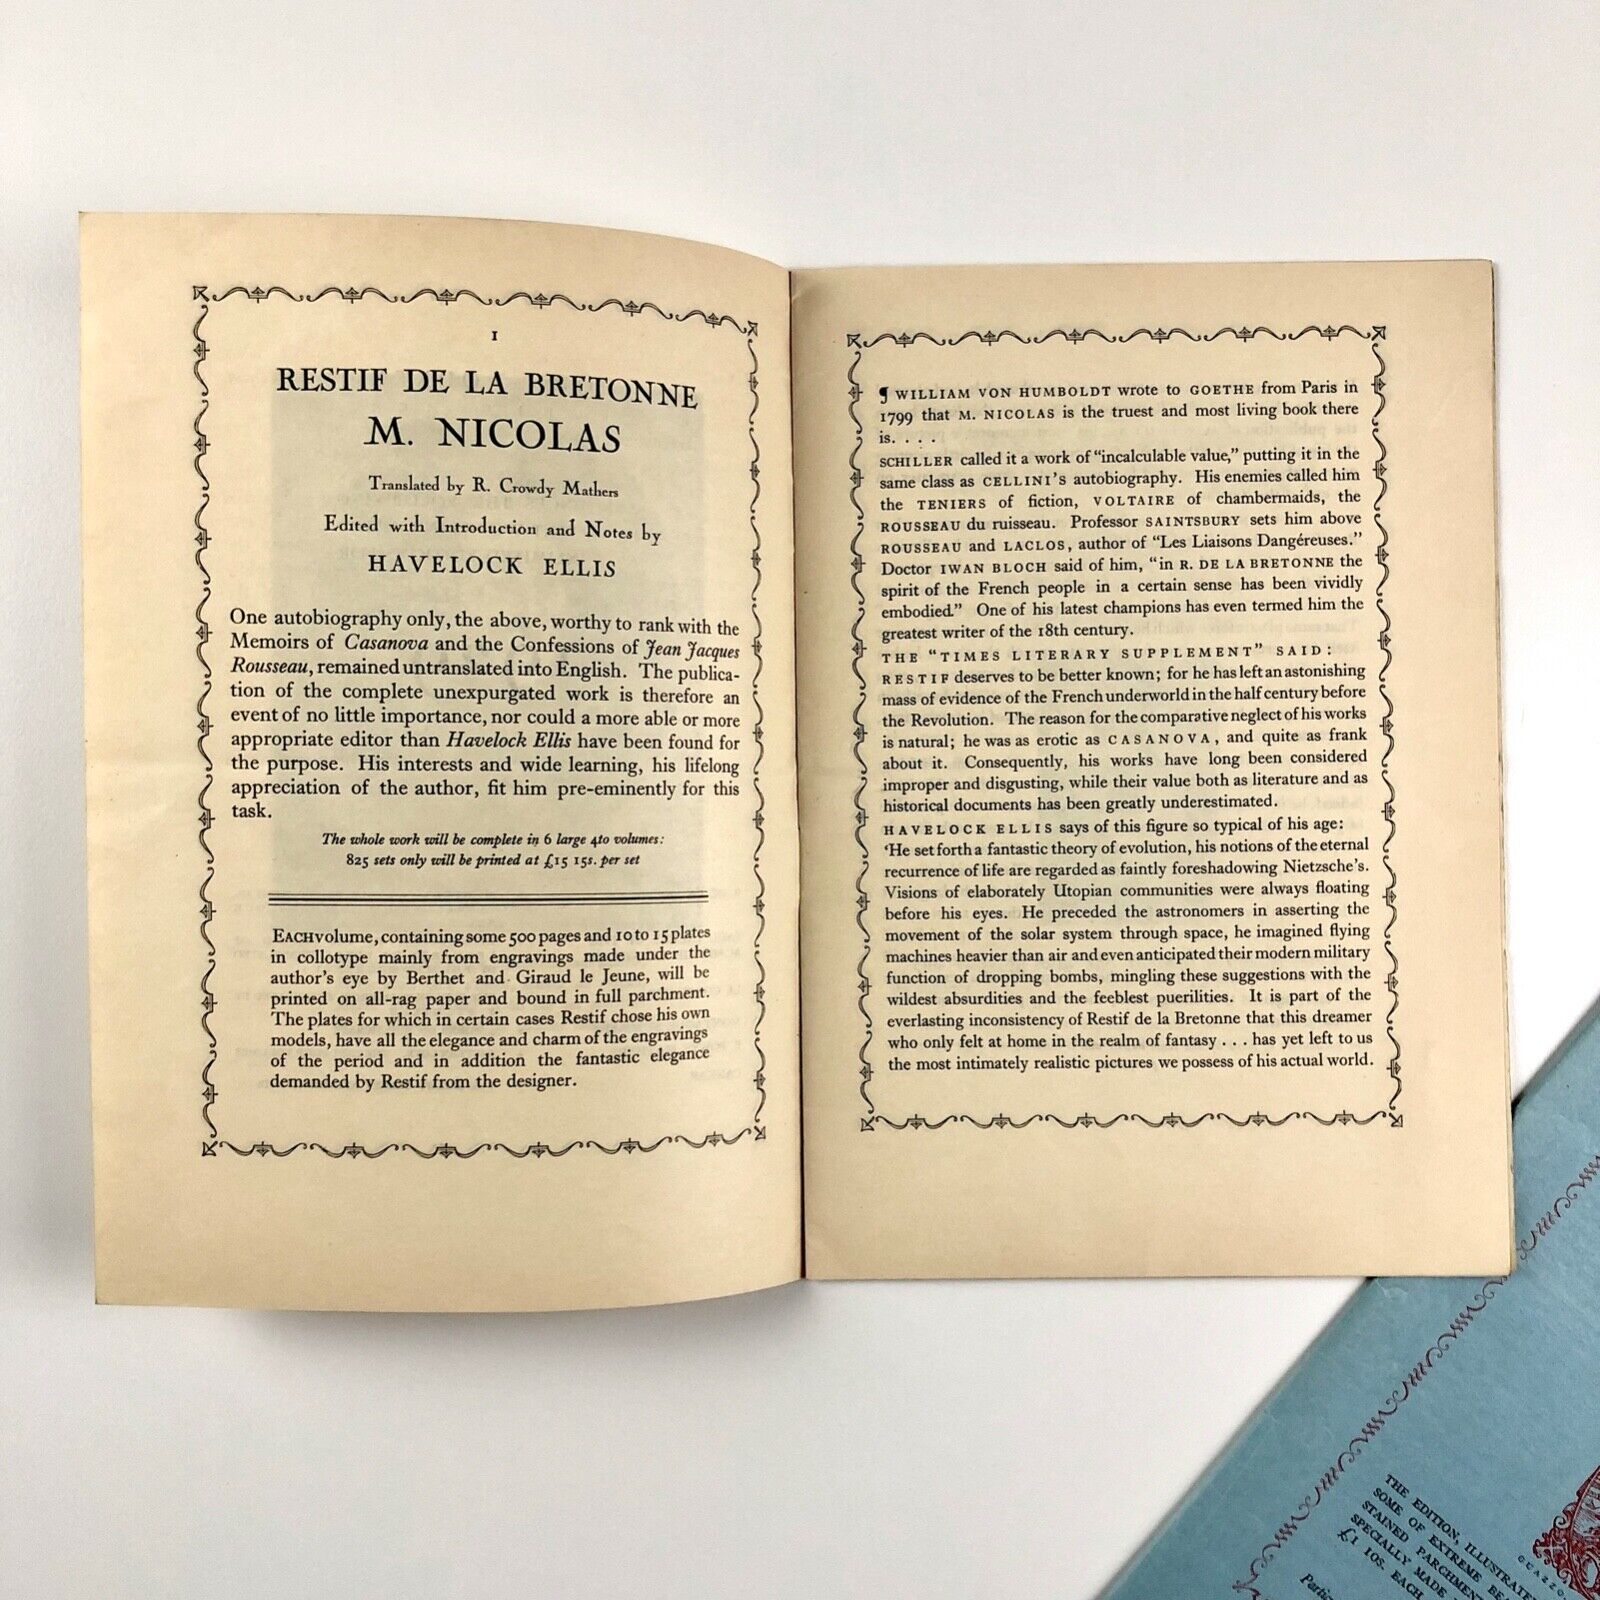 I
RESTIF DE LA BRETONNE
M. NICOLAS
Translated by R. Crowdy Mathers
Edited with Introduction and Notes by
HAVELOCK ELLIS
One autobiography only, the above, worthy to rank with the
Memoirs of Casanova and the Confessions of Jean Jacques
Rousseau, remained untranslated into English. The publica-
tion of the complete unexpurgated work is therefore an
event of no little importance, nor could a more able or more
appropriate editor than Havelock Ellis have been found for
the purpose. His interests and wide learning, his lifelong
appreciation of the author, fit him pre-eminently for this
task.
The whole work will be complete in 6 large 4to volumes:
825 sets only will be printed at £15 15s. per set
EACH volume, containing some 500 pages and 10 to 15 plates
in collotype mainly from engravings made under the
author's eye by Berthet and Giraud le Jeune, will be
printed on all-rag paper and bound in full parchment.
The plates for which in certain cases Restif chose his own
models, have all the elegance and charm of the engravings
of the period and in addition the fantastic elegance
demanded by Restif from the designer.
¶ WILLIAM VON HUMBOLDT wrote to GOETHE from Paris in
1799 that M. NICOLAS is the truest and most living book there
is. . . .
SCHILLER called it a work of "incalculable value," putting it in the
same class as CELLINI'S autobiography. His enemies called him
the TENIERS of fiction, VOLTAIRE of chambermaids, the
ROUSSEAU du ruisseau. Professor SAINTSBURY sets him above
ROUSSEAU and LACLOS, author of "Les Liaisons Dangéreuses."
Doctor IWAN BLOCH said of him, "in R. DE LA BRETONNE the
spirit of the French people in a certain sense has been vividly
embodied." One of his latest champions has even termed him the
greatest writer of the 18th century.
THE "TIMES LITERARY SUPPLEMENT" SAID:
RESTIF deserves to be better known; for he has left an astonishing
mass of evidence of the French underworld in the half century before
the Revolution. The reason for the comparative neglect of his works
is natural; he was as erotic as CASANOVA, and quite as frank
about it. Consequently, his works have long been considered
improper and disgusting, while their value both as literature and as
historical documents has been greatly underestimated.
HAVELOCK ELLIS says of this figure so typical of his age:
'He set forth a fantastic theory of evolution, his notions of the eternal
recurrence of life are regarded as faintly foreshadowing Nietzsche's.
Visions of elaborately Utopian communities were always floating
before his eyes. He preceded the astronomers in asserting the
movement of the solar system through space, he imagined flying
machines heavier than air and even anticipated their modern military
function of dropping bombs, mingling these suggestions with the
wildest absurdities and the feeblest puerilities. It is part of the
everlasting inconsistency of Restif de la Bretonne that this dreamer
who only felt at home in the realm of fantasy . . . has yet left to us
the most intimately realistic pictures we possess of his actual world.
THE EDITION, ILLUSTRATE
SOME OF EXTREME BEA
STAINED PARCHMENT
SPECIALLY MADE
£1 10s. EACH
Partic
GUAZZO